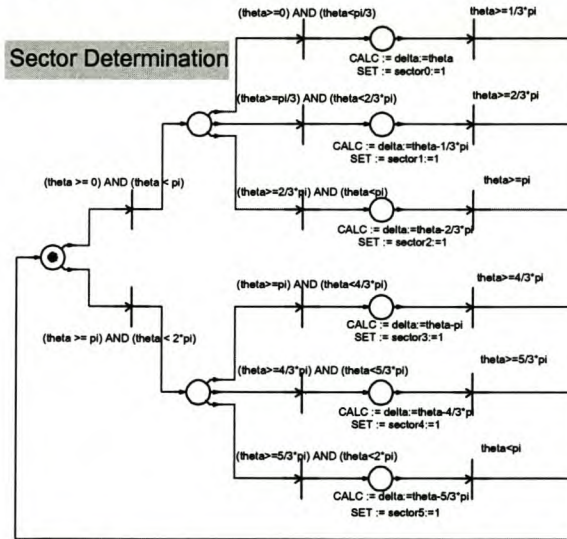 Sector Determination
(theta>=0) AND (theta<pi/3)
theta>=1/3*pi
CALC := delta:=theta
SET := sector0:=1
(theta>=pi/3) AND (theta<2/3*pi)
theta>=2/3*pi
CALC := delta:=theta-1/3*pi
SET := sector1:=1
(theta >= 0) AND (theta < pi)
(theta>=2/3*pi) AND (theta<pi)
theta>=pi
CALC := delta:=theta-2/3*pi
SET := sector2:=1
(theta >= pi) AND (theta < 2*pi)
(theta>=pi) AND (theta<4/3*pi)
theta>=4/3*pi
CALC := delta:=theta-pi
SET := sector3:=1
(theta>=4/3*pi) AND (theta<5/3*pi)
theta>=5/3*pi
CALC := delta:=theta-4/3*pi
SET := sector4:=1
(theta>=5/3*pi) AND (theta<2*pi)
theta<pi
CALC := delta:=theta-5/3*pi
SET := sector5:=1